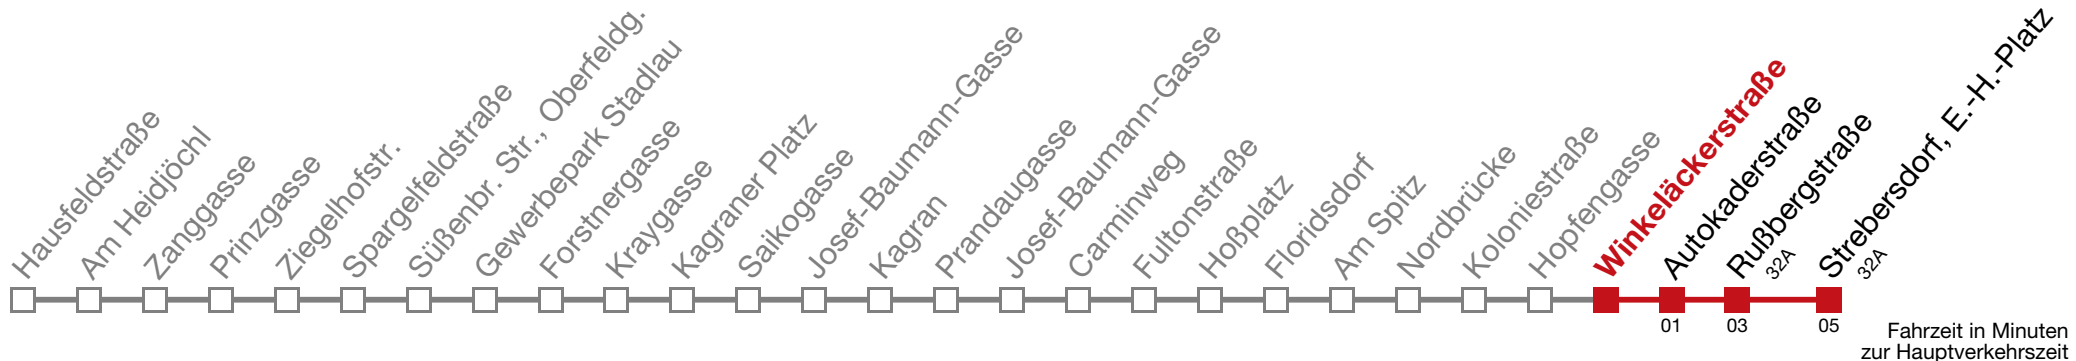 Hausfeldstraße
Am Heidjöchl
Zanggasse
Prinzgasse
Ziegelhofstr.
Spargelfeldstraße
Süßenbr. Str., Oberfeldg.
Gewerbepark Stadlau
Forstnergasse
Kraygasse
Kagraner Platz
Saikogasse
Josef-Baumann-Gasse
Kagran
Prandaugasse
Josef-Baumann-Gasse
Carminweg
Fultonstraße
Hoßplatz
Floridsdorf
Am Spitz
Nordbrücke
Koloniestraße
Hopfengasse
Winkeläckerstraße
Autokaderstraße
Rußbergstraße
32A
Strebersdorf, E.-H.-Platz
32A
01
03
05
Fahrzeit in Minuten
zur Hauptverkehrszeit